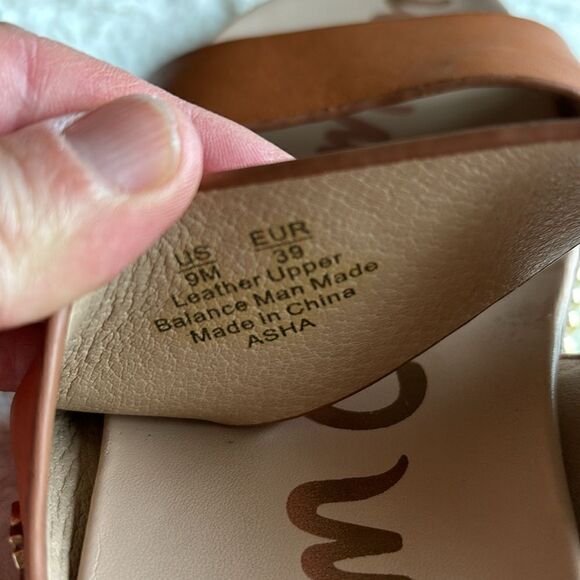 US EUR
9M 39
Leather Upper
Balance Man Made
Made in China
ASHA